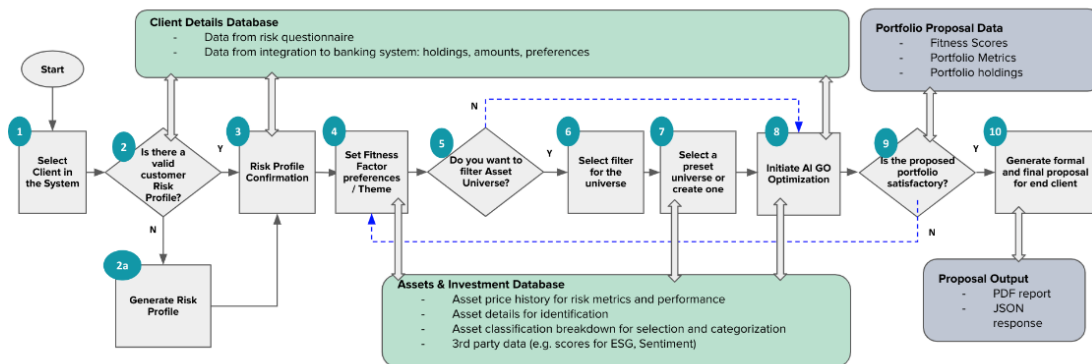 Client Details Database
- Data from risk questionnaire
- Data from integration to banking system: holdings, amounts, preferences
Portfolio Proposal Data
- Fitness Scores
- Portfolio Metrics
- Portfolio holdings
Start
1
Select
Client in
the System
2
Is there a
valid
customer
Risk
Profile?
Y
N
2a
Generate Risk
Profile
3
Risk Profile
Confirmation
4
Set Fitness
Factor
preferences
/ Theme
5
Do you want to
filter Asset
Universe?
N
Y
6
Select filter
for the
universe
7
Select a
preset
universe or
create one
8
Initiate AI GO
Optimization
9
Is the proposed
portfolio
satisfactory?
Y
N
10
Generate formal
and final
proposal
for end
client
Assets & Investment Database
- Asset price history for risk metrics and performance
- Asset details for identification
- Asset classification breakdown for selection and categorization
- 3rd party data (e.g. scores for ESG, Sentiment)
Proposal Output
- PDF report
- JSON
response